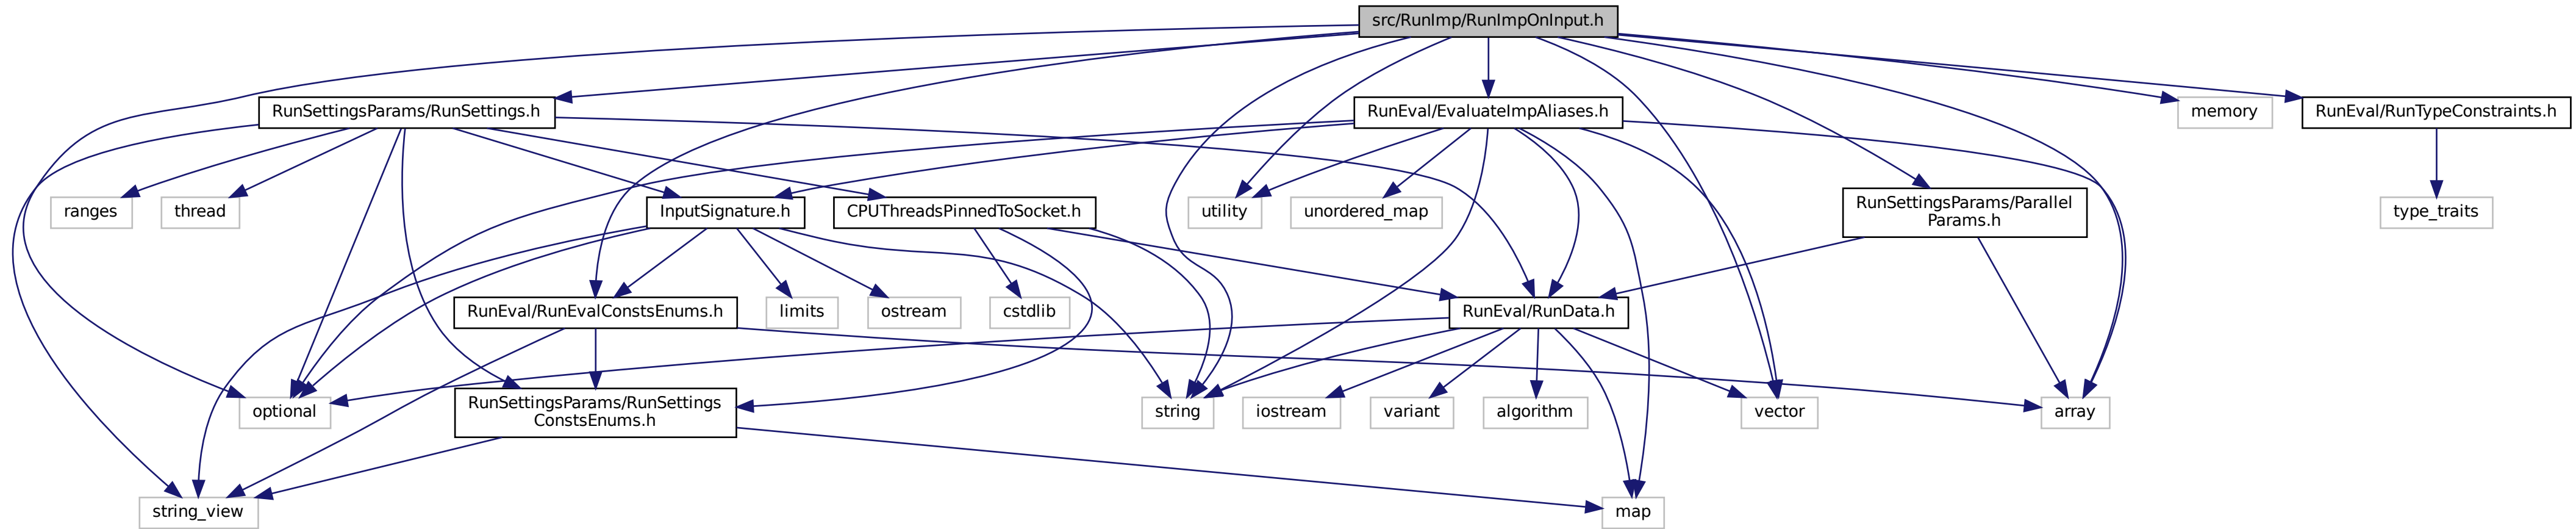 src/RunImp/RunImpOnInput.h
RunSettingsParams/RunSettings.h
RunEval/EvaluateImpAliases.h
memory
RunEval/RunTypeConstraints.h
ranges
thread
InputSignature.h
CPUThreadsPinnedToSocket.h
utility
unordered_map
RunSettingsParams/Parallel
Params.h
type_traits
RunEval/RunEvalConstsEnums.h
limits
ostream
cstdlib
RunEval/RunData.h
optional
RunSettingsParams/RunSettings
ConstsEnums.h
string
iostream
variant
algorithm
vector
array
string_view
map